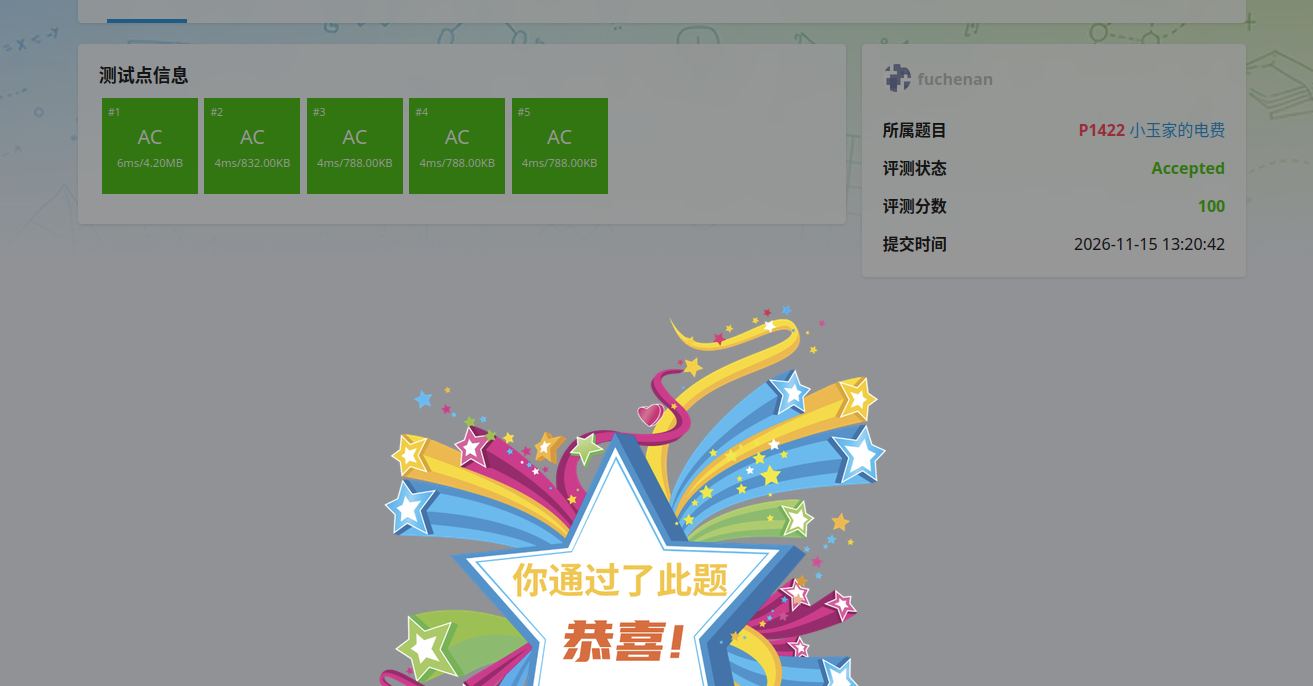 测试点信息
#1
AC
6ms/4.20MB
#2
AC
4ms/832.00KB
#3
AC
4ms/788.00KB
#4
AC
4ms/788.00KB
#5
AC
4ms/788.00KB
fuchenan
所属题目 P1422 小玉家的电费
评测状态 Accepted
评测分数 100
提交时间 2026-11-15 13:20:42
你通过了此题
恭喜!